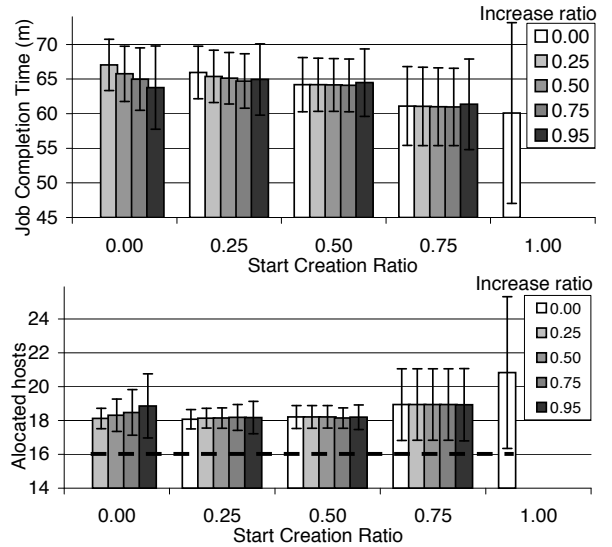 Increase ratio
0.00
0.25
0.50
0.75
0.95
Job Completion Time (m)
70
65
60
55
50
45
0.00 0.25 0.50 0.75 1.00
Start Creation Ratio
Increase ratio
0.00
0.25
0.50
0.75
0.95
Alocated hosts
24
22
20
18
16
14
0.00 0.25 0.50 0.75 1.00
Start Creation Ratio